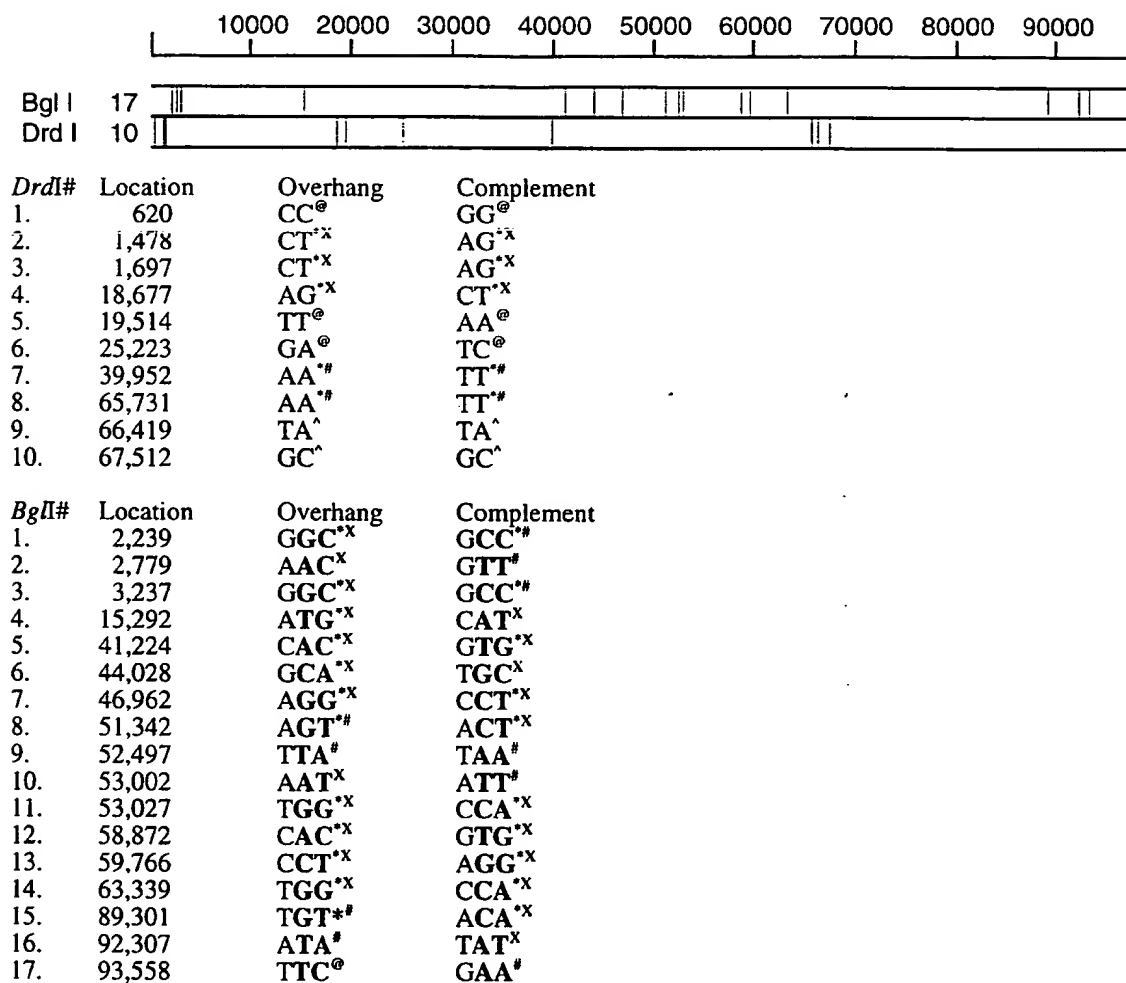 10000 20000 30000 40000 50000 60000 70000 80000 90000
Bgl I 17
Drd I 10
DrdI# Location Overhang Complement
1. 620 CC@ GG@
2. 1,478 CT*X AG*X
3. 1,697 CT*X AG*X
4. 18,677 AG*X CT*X
5. 19,514 TT@ AA@
6. 25,223 GA@ TC@
7. 39,952 AA*# TT*#
8. 65,731 AA*# TT*#
9. 66,419 TA^ TA^
10. 67,512 GC^ GC^
BglI# Location Overhang Complement
1. 2,239 GGC*X GCC*#
2. 2,779 AACX GTT#
3. 3,237 GGC*X GCC*#
4. 15,292 ATG*X CATX
5. 41,224 CAC*X GTG*X
6. 44,028 GCA*X TGCX
7. 46,962 AGG*X CCT*X
8. 51,342 AGT*# ACT*X
9. 52,497 TTA# TAA#
10. 53,002 AATX ATT#
11. 53,027 TGG*X CCA*X
12. 58,872 CAC*X GTG*X
13. 59,766 CCT*X AGG*X
14. 63,339 TGG*X CCA*X
15. 89,301 TGT*# ACA*X
16. 92,307 ATA# TATX
17. 93,558 TTC@ GAA#